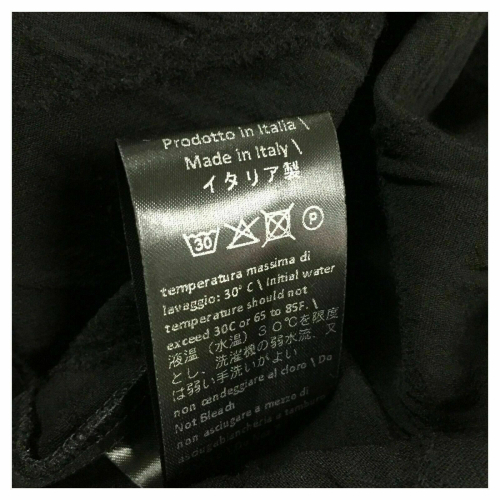 Prodotto in Italia \
Made in Italy \
イタリア製
30 P
temperatura massima di
lavaggio: 30° C \ Initial water
temperature should not
exceed 30C or 65 to 85F. \
液温（水温）３０℃を限度
とし、洗濯機の弱水流、又
は弱い手洗いがよい
non cendeggiare al cloro \ Do
Not Bleach
non asciugare a mezzo di
asciugabiancheria a tamburo